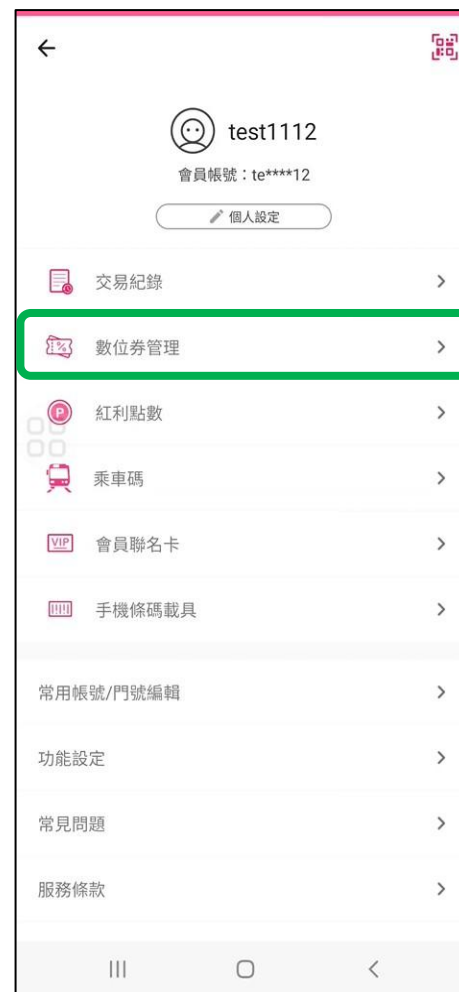 test1112
會員帳號：te****12
個人設定
交易紀錄
數位券管理
P
紅利點數
乘車碼
VIP
會員聯名卡
手機條碼載具
常用帳號/門號編輯
功能設定
常見問題
服務條款